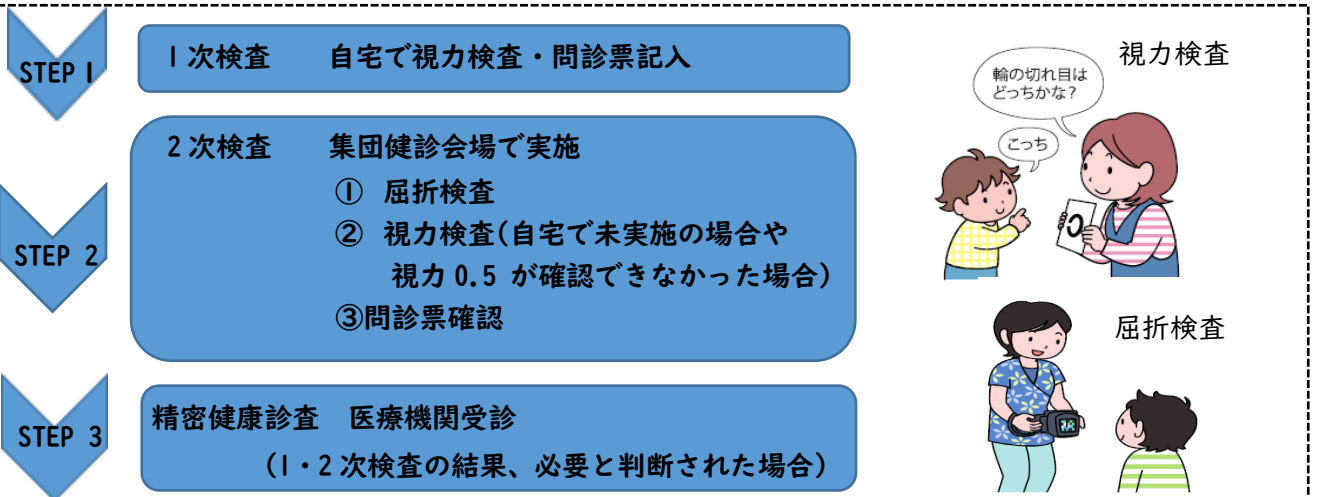 STEP 1
1次検査　自宅で視力検査・問診票記入
STEP 2
2次検査　集団健診会場で実施
① 屈折検査
② 視力検査(自宅で未実施の場合や
視力0.5 が確認できなかった場合)
③問診票確認
STEP 3
精密健康診査　医療機関受診
(1・2次検査の結果、必要と判断された場合)
視力検査
輪の切れ目は
どっちかな?
こっち
屈折検査